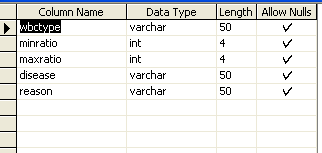 Column Name Data Type Length Allow Nulls
wbctype varchar 50 ✓
minratio int 4 ✓
maxratio int 4 ✓
disease varchar 50 ✓
reason varchar 50 ✓